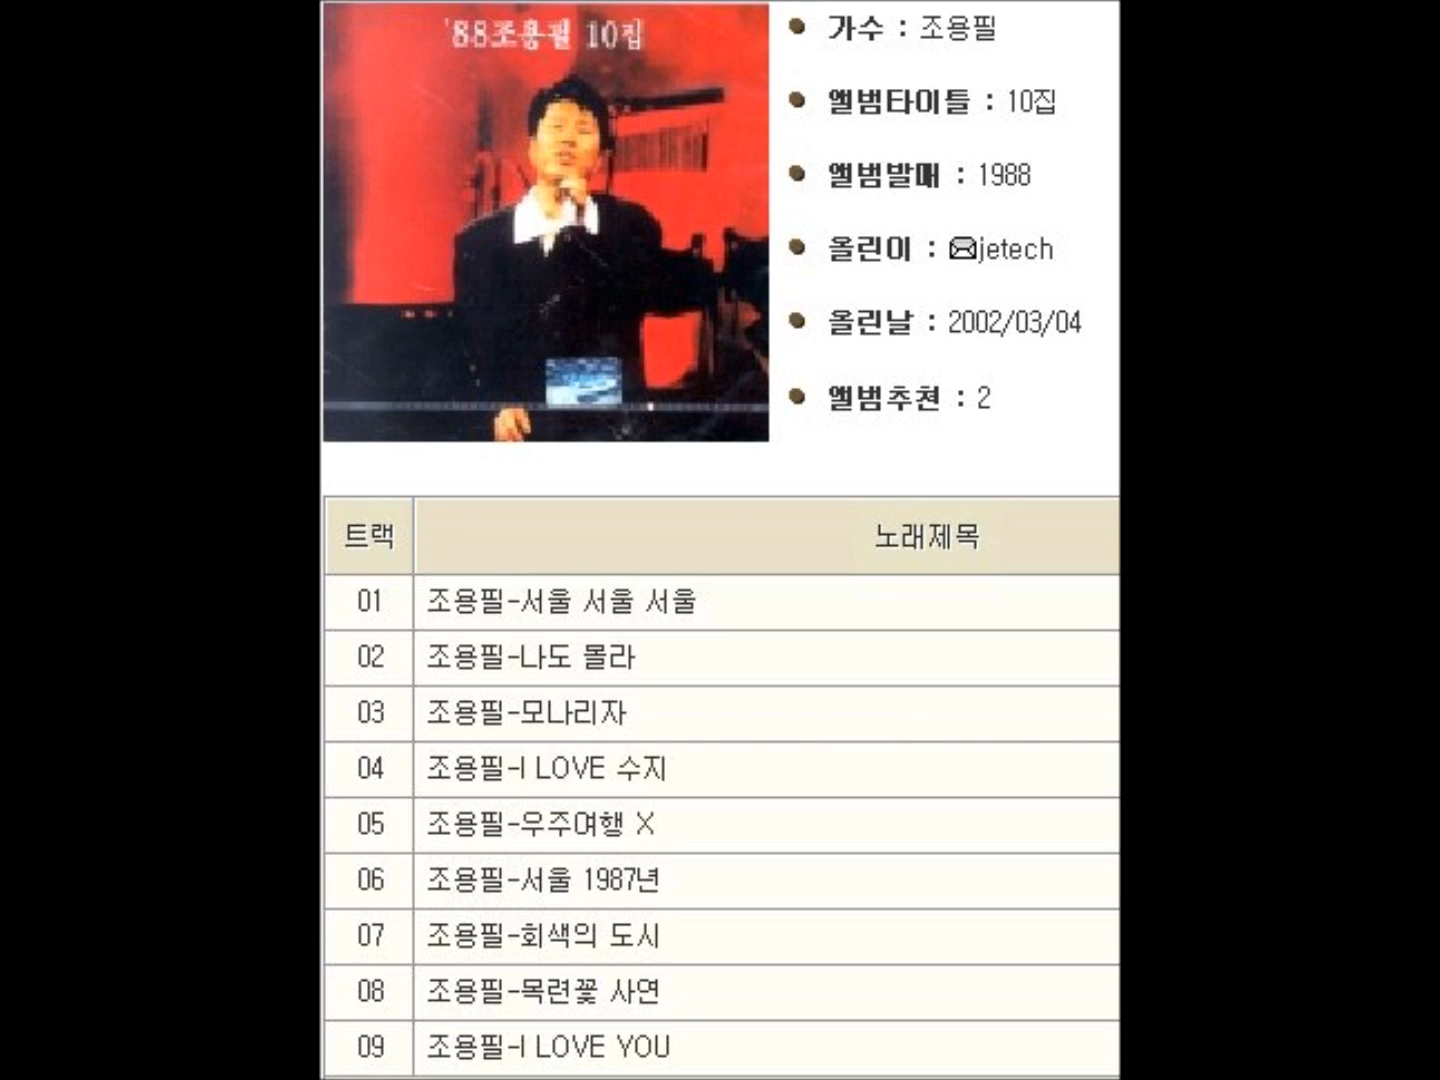 '88조용필 10집
가수 : 조용필
앨범타이틀 : 10집
앨범발매 : 1988
올린이 : jetech
올린날 : 2002/03/04
앨범추천 : 2
트랙 노래제목
01 조용필-서울 서울 서울
02 조용필-나도 몰라
03 조용필-모나리자
04 조용필-I LOVE 수지
05 조용필-우주여행 X
06 조용필-서울 1987년
07 조용필-회색의 도시
08 조용필-목련꽃 사연
09 조용필-I LOVE YOU